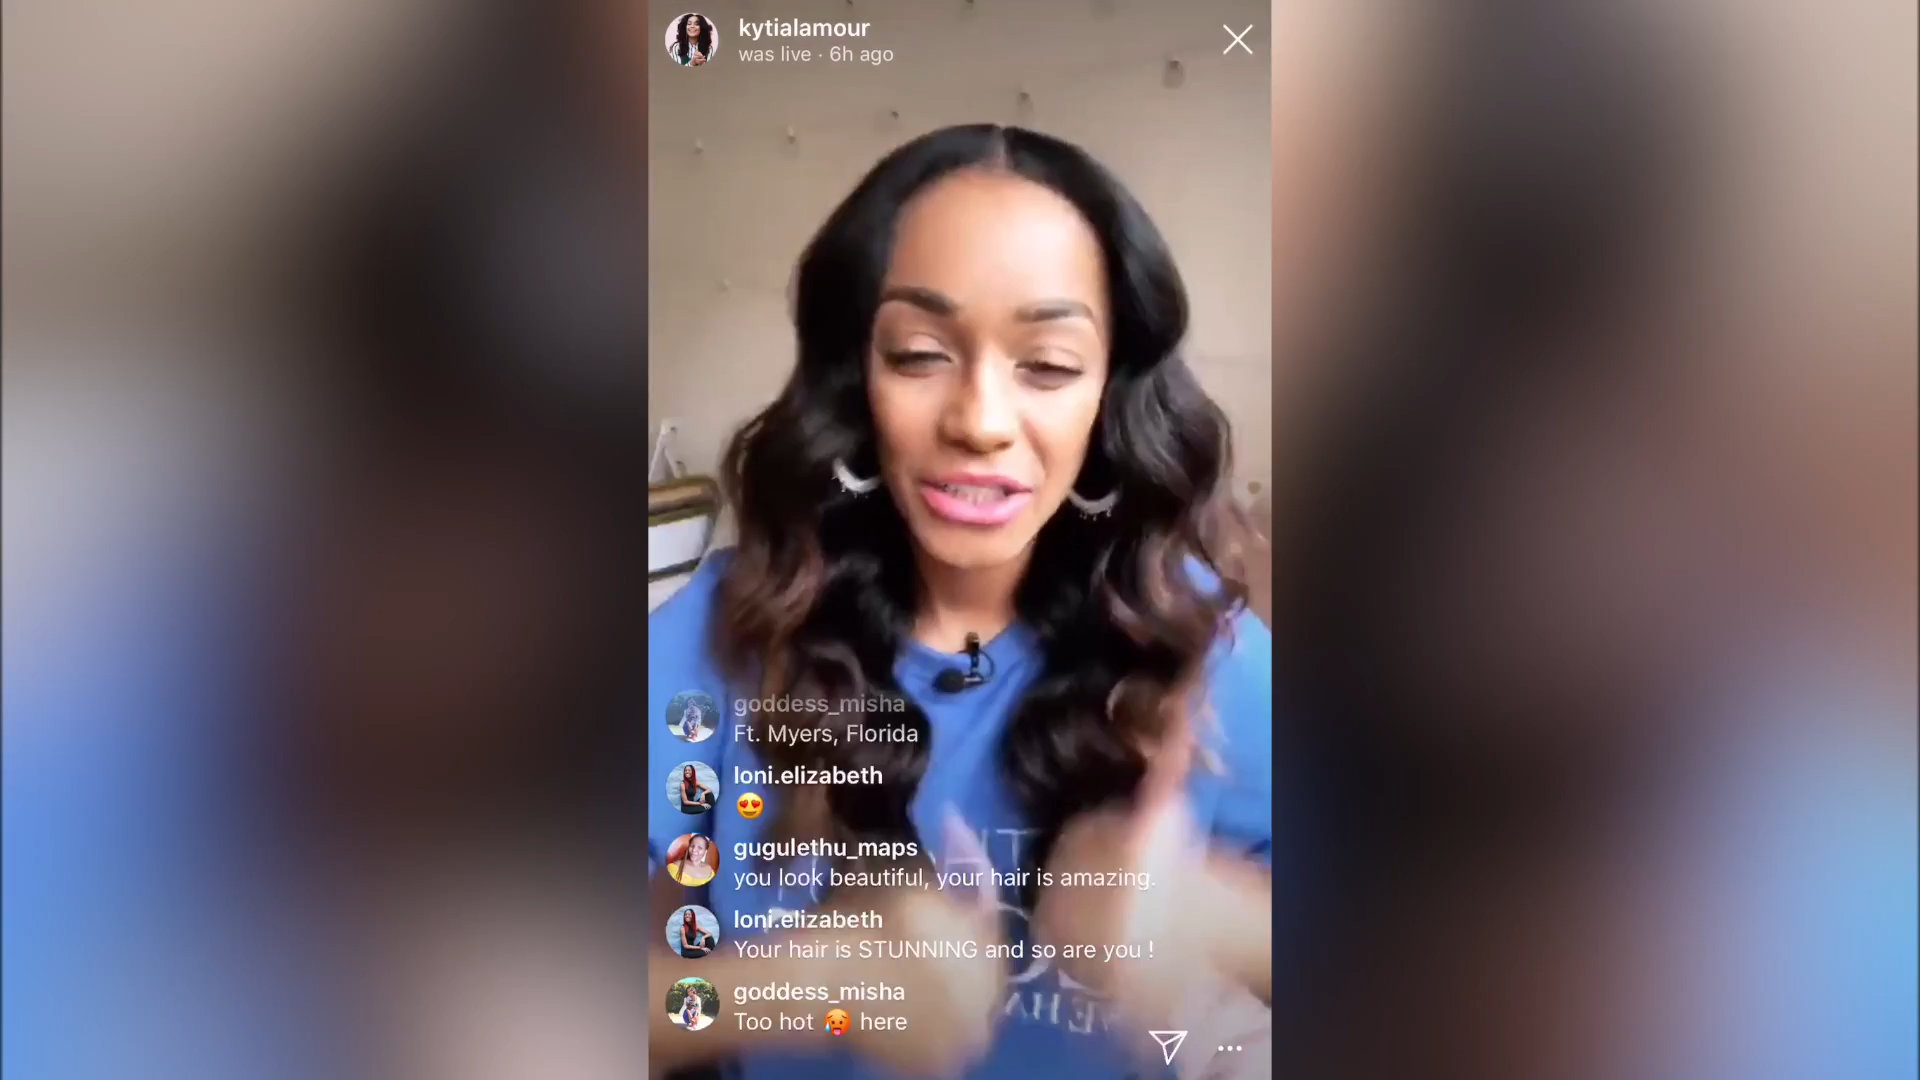 kytialamour
was live · 6h ago
goddess_misha
Ft. Myers, Florida
loni.elizabeth
😍
gugulethu_maps
you look beautiful, your hair is amazing.
loni.elizabeth
Your hair is STUNNING and so are you !
goddess_misha
Too hot 🥵 here